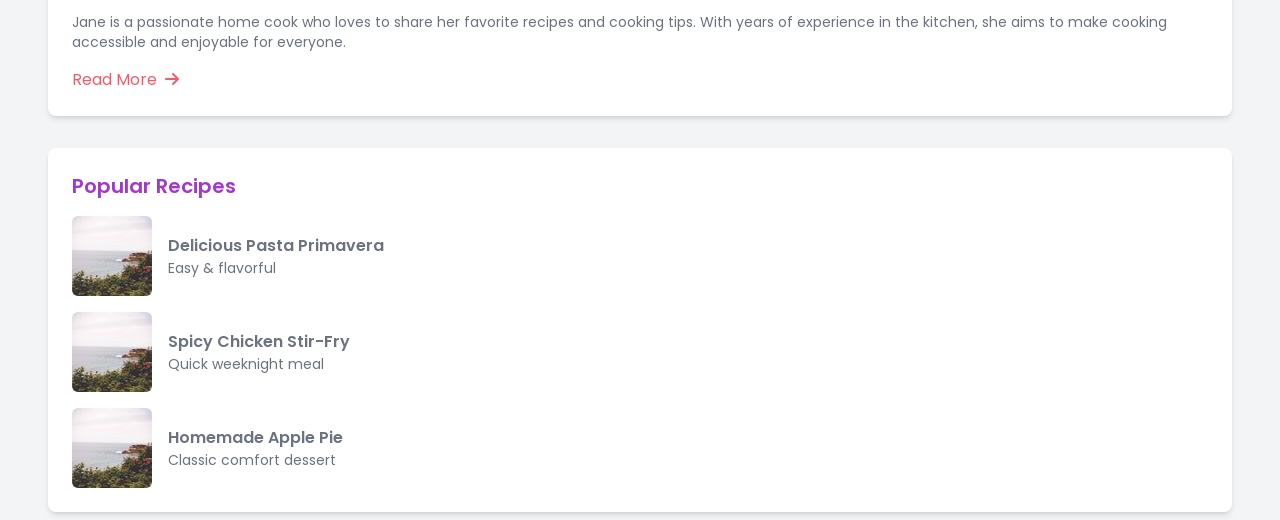 Jane is a passionate home cook who loves to share her favorite recipes and cooking tips. With years of experience in the kitchen, she aims to make cooking
accessible and enjoyable for everyone.
Read More →
Popular Recipes
Delicious Pasta Primavera
Easy & flavorful
Spicy Chicken Stir-Fry
Quick weeknight meal
Homemade Apple Pie
Classic comfort dessert